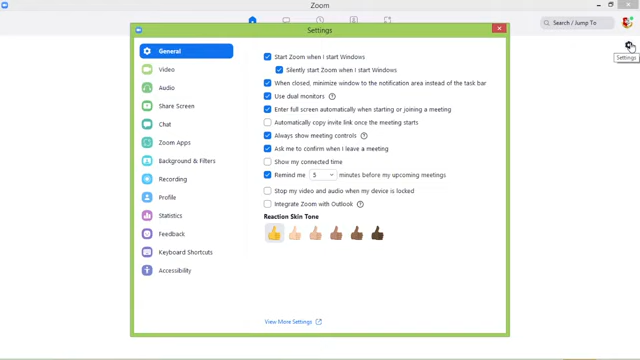 Zoom
Search / Jump To
Settings
Settings
General
Video
Audio
Share Screen
Chat
Zoom Apps
Background & Filters
Recording
Profile
Statistics
Feedback
Keyboard Shortcuts
Accessibility
Start Zoom when I start Windows
Silently start Zoom when I start Windows
When closed, minimize window to the notification area instead of the task bar
Use dual monitors ?
Enter full screen automatically when starting or joining a meeting
Automatically copy invite link once the meeting starts
Always show meeting controls ?
Ask me to confirm when I leave a meeting
Show my connected time
Remind me 5 minutes before my upcoming meetings
Stop my video and audio when my device is locked
Integrate Zoom with Outlook ?
Reaction Skin Tone
View More Settings